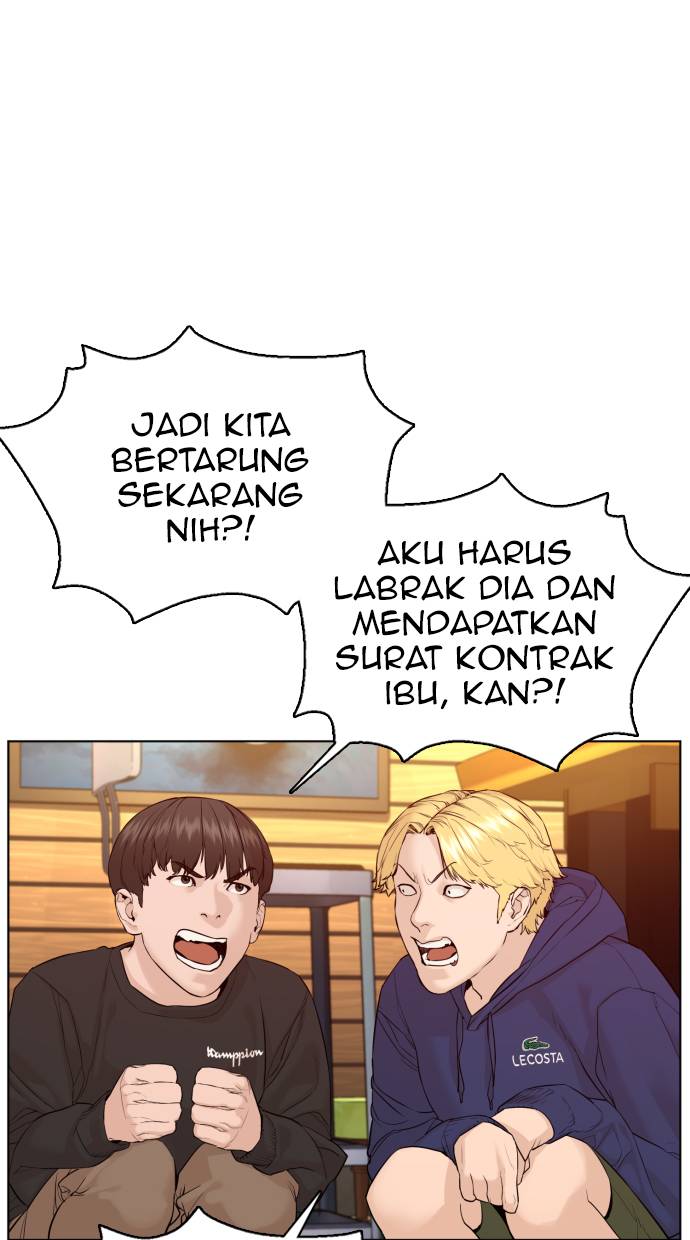 JADI KITA
BERTARUNG
SEKARANG
NIH?!
AKU HARUS
LABRAK DIA DAN
MENDAPATKAN
SURAT KONTRAK
IBU, KAN?!
Kamppion
LECOSTA